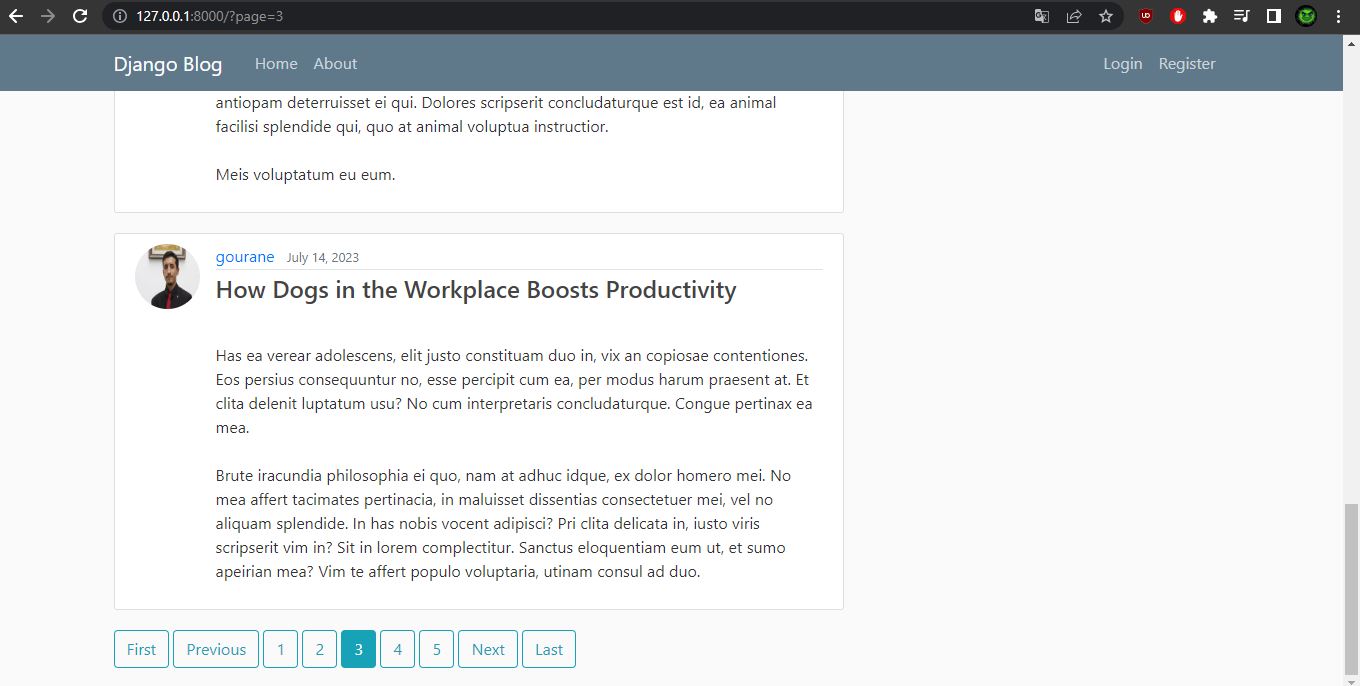 127.0.0.1:8000/?page=3
Django Blog Home About Login Register
antiopam deterruisset ei qui. Dolores scripserit concludaturque est id, ea animal
facilisi splendide qui, quo at animal voluptua instructior.
Meis voluptatum eu eum.
gourane July 14, 2023
How Dogs in the Workplace Boosts Productivity
Has ea verear adolescens, elit justo constituam duo in, vix an copiosae contentiones.
Eos persius consequuntur no, esse percipit cum ea, per modus harum praesent at. Et
clita delenit luptatum usu? No cum interpretaris concludaturque. Congue pertinax ea
mea.
Brute iracundia philosophia ei quo, nam at adhuc idque, ex dolor homero mei. No
mea affert tacimates pertinacia, in maluisset dissentias consectetuer mei, vel no
aliquam splendide. In has nobis vocent adipisci? Pri clita delicata in, iusto viris
scripserit vim in? Sit in lorem complectitur. Sanctus eloquentiam eum ut, et sumo
apeirian mea? Vim te affert populo voluptaria, utinam consul ad duo.
First Previous 1 2 3 4 5 Next Last